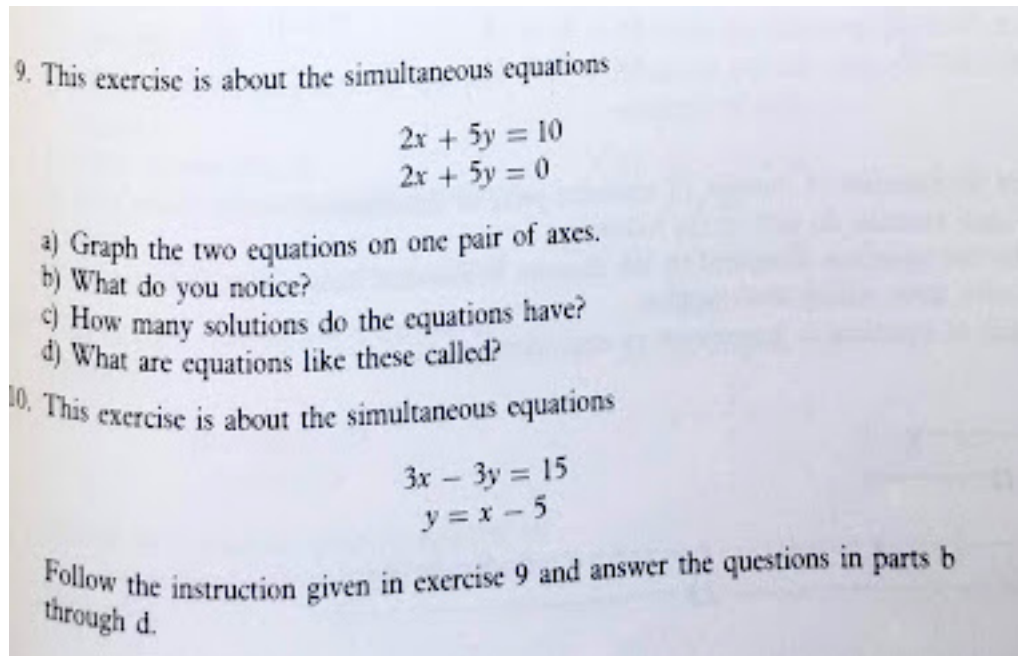 9. This exercise is about the simultaneous equations
2x + 5y = 10
2x + 5y = 0
a) Graph the two equations on one pair of axes.
b) What do you notice?
c) How many solutions do the equations have?
d) What are equations like these called?
10. This exercise is about the simultaneous equations
3x − 3y = 15
y = x − 5
Follow the instruction given in exercise 9 and answer the questions in parts b
through d.